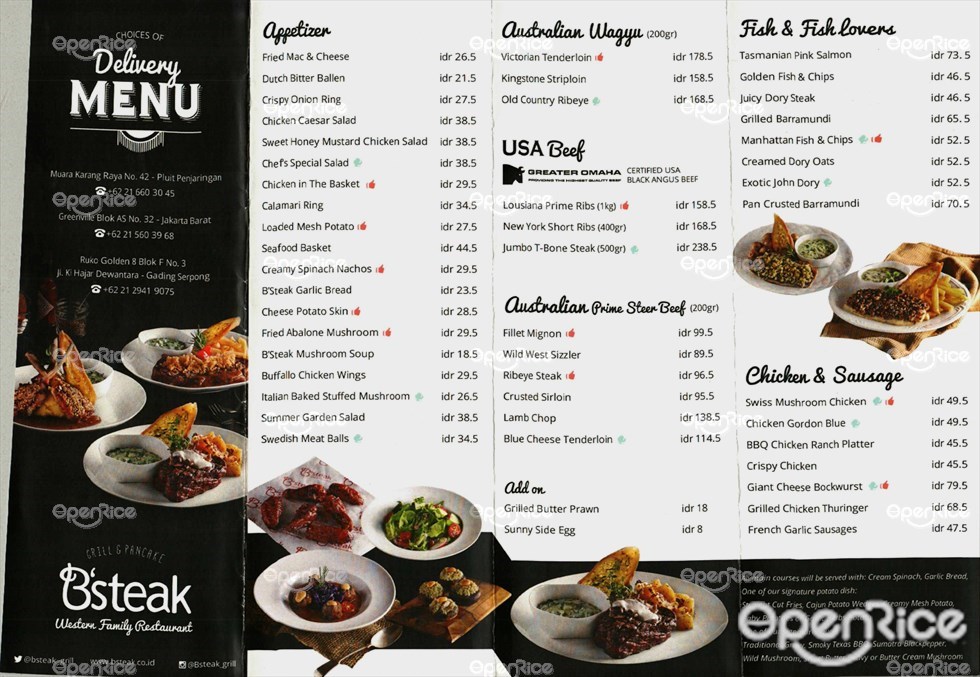 CHOICES OF
Delivery
MENU
Muara Karang Raya No. 42 - Pluit Penjaringan
+62 21 660 30 45
Greenville Blok AS No. 32 - Jakarta Barat
+62 21 560 39 68
Ruko Golden 8 Blok F No. 3
Jl. Ki Hajar Dewantara - Gading Serpong
+62 21 2941 9075
GRILL & PANCAKE
B'steak
Western Family Restaurant
@bsteak_grill www.bsteak.co.id @Bsteak_grill
Appetizer
Fried Mac & Cheese idr 26.5
Dutch Bitter Ballen idr 21.5
Crispy Onion Ring idr 27.5
Chicken Caesar Salad idr 38.5
Sweet Honey Mustard Chicken Salad idr 38.5
Chef's Special Salad idr 38.5
Chicken in The Basket idr 29.5
Calamari Ring idr 34.5
Loaded Mesh Potato idr 27.5
Seafood Basket idr 44.5
Creamy Spinach Nachos idr 29.5
B'Steak Garlic Bread idr 23.5
Cheese Potato Skin idr 28.5
Fried Abalone Mushroom idr 29.5
B'Steak Mushroom Soup idr 18.5
Buffallo Chicken Wings idr 29.5
Italian Baked Stuffed Mushroom idr 26.5
Summer Garden Salad idr 38.5
Swedish Meat Balls idr 34.5
Australian Wagyu (200gr)
Victorian Tenderloin idr 178.5
Kingstone Striploin idr 158.5
Old Country Ribeye idr 168.5
USA Beef
GREATER OMAHA
PROVIDING THE HIGHEST QUALITY BEEF
CERTIFIED USA
BLACK ANGUS BEEF
Lousiana Prime Ribs (1kg) idr 158.5
New York Short Ribs (400gr) idr 168.5
Jumbo T-Bone Steak (500gr) idr 238.5
Australian Prime Steer Beef (200gr)
Fillet Mignon idr 99.5
Wild West Sizzler idr 89.5
Ribeye Steak idr 96.5
Crusted Sirloin idr 95.5
Lamb Chop idr 138.5
Blue Cheese Tenderloin idr 114.5
Add on
Grilled Butter Prawn idr 18
Sunny Side Egg idr 8
Fish & Fish lovers
Tasmanian Pink Salmon idr 73.5
Golden Fish & Chips idr 46.5
Juicy Dory Steak idr 46.5
Grilled Barramundi idr 65.5
Manhattan Fish & Chips idr 52.5
Creamed Dory Oats idr 52.5
Exotic John Dory idr 52.5
Pan Crusted Barramundi idr 70.5
Chicken & Sausage
Swiss Mushroom Chicken idr 49.5
Chicken Gordon Blue idr 49.5
BBQ Chicken Ranch Platter idr 45.5
Crispy Chicken idr 45.5
Giant Cheese Bockwurst idr 79.5
Grilled Chicken Thuringer idr 68.5
French Garlic Sausages idr 47.5
main courses will be served with: Cream Spinach, Garlic Bread,
One of our signature potato dish:
Cut Fries, Cajun Potato Creamy Mesh Potato,
Traditional Smoky Texas BBQ, Sumatra Blackpepper,
Wild Mushroom, or Butter Cream Mushroom
OpenRice